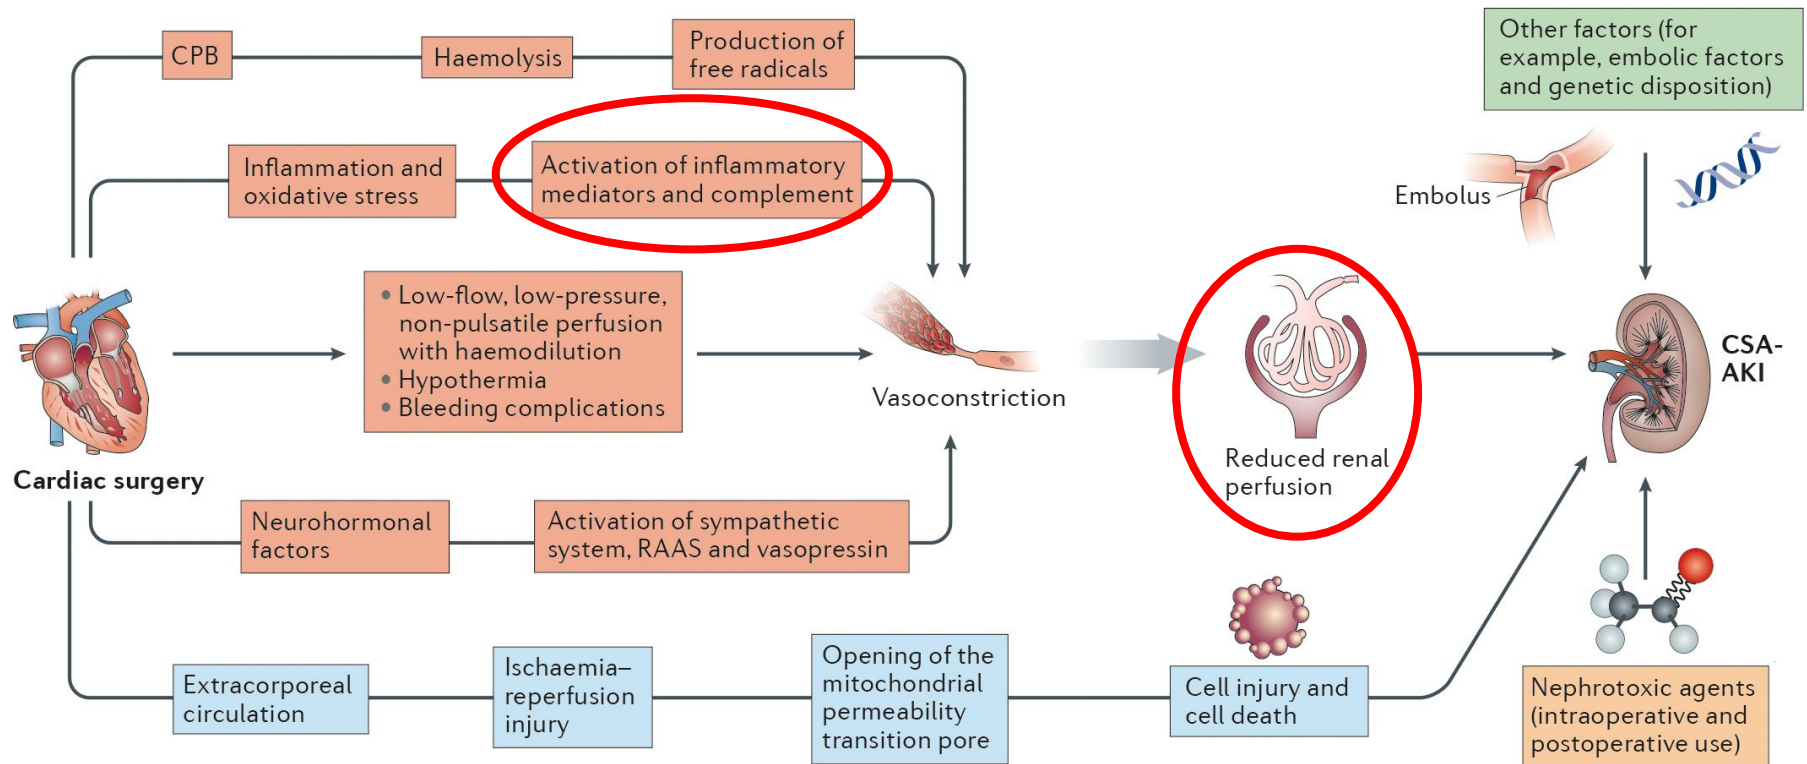 CPB
Haemolysis
Production of
free radicals
Other factors (for
example, embolic factors
and genetic disposition)
Inflammation and
oxidative stress
Activation of inflammatory
mediators and complement
Embolus
• Low-flow, low-pressure,
non-pulsatile perfusion
with haemodilution
• Hypothermia
• Bleeding complications
Vasoconstriction
CSA-
AKI
Reduced renal
perfusion
Cardiac surgery
Neurohormonal
factors
Activation of sympathetic
system, RAAS and vasopressin
Extracorporeal
circulation
Ischaemia–
reperfusion
injury
Opening of the
mitochondrial
permeability
transition pore
Cell injury and
cell death
Nephrotoxic agents
(intraoperative and
postoperative use)